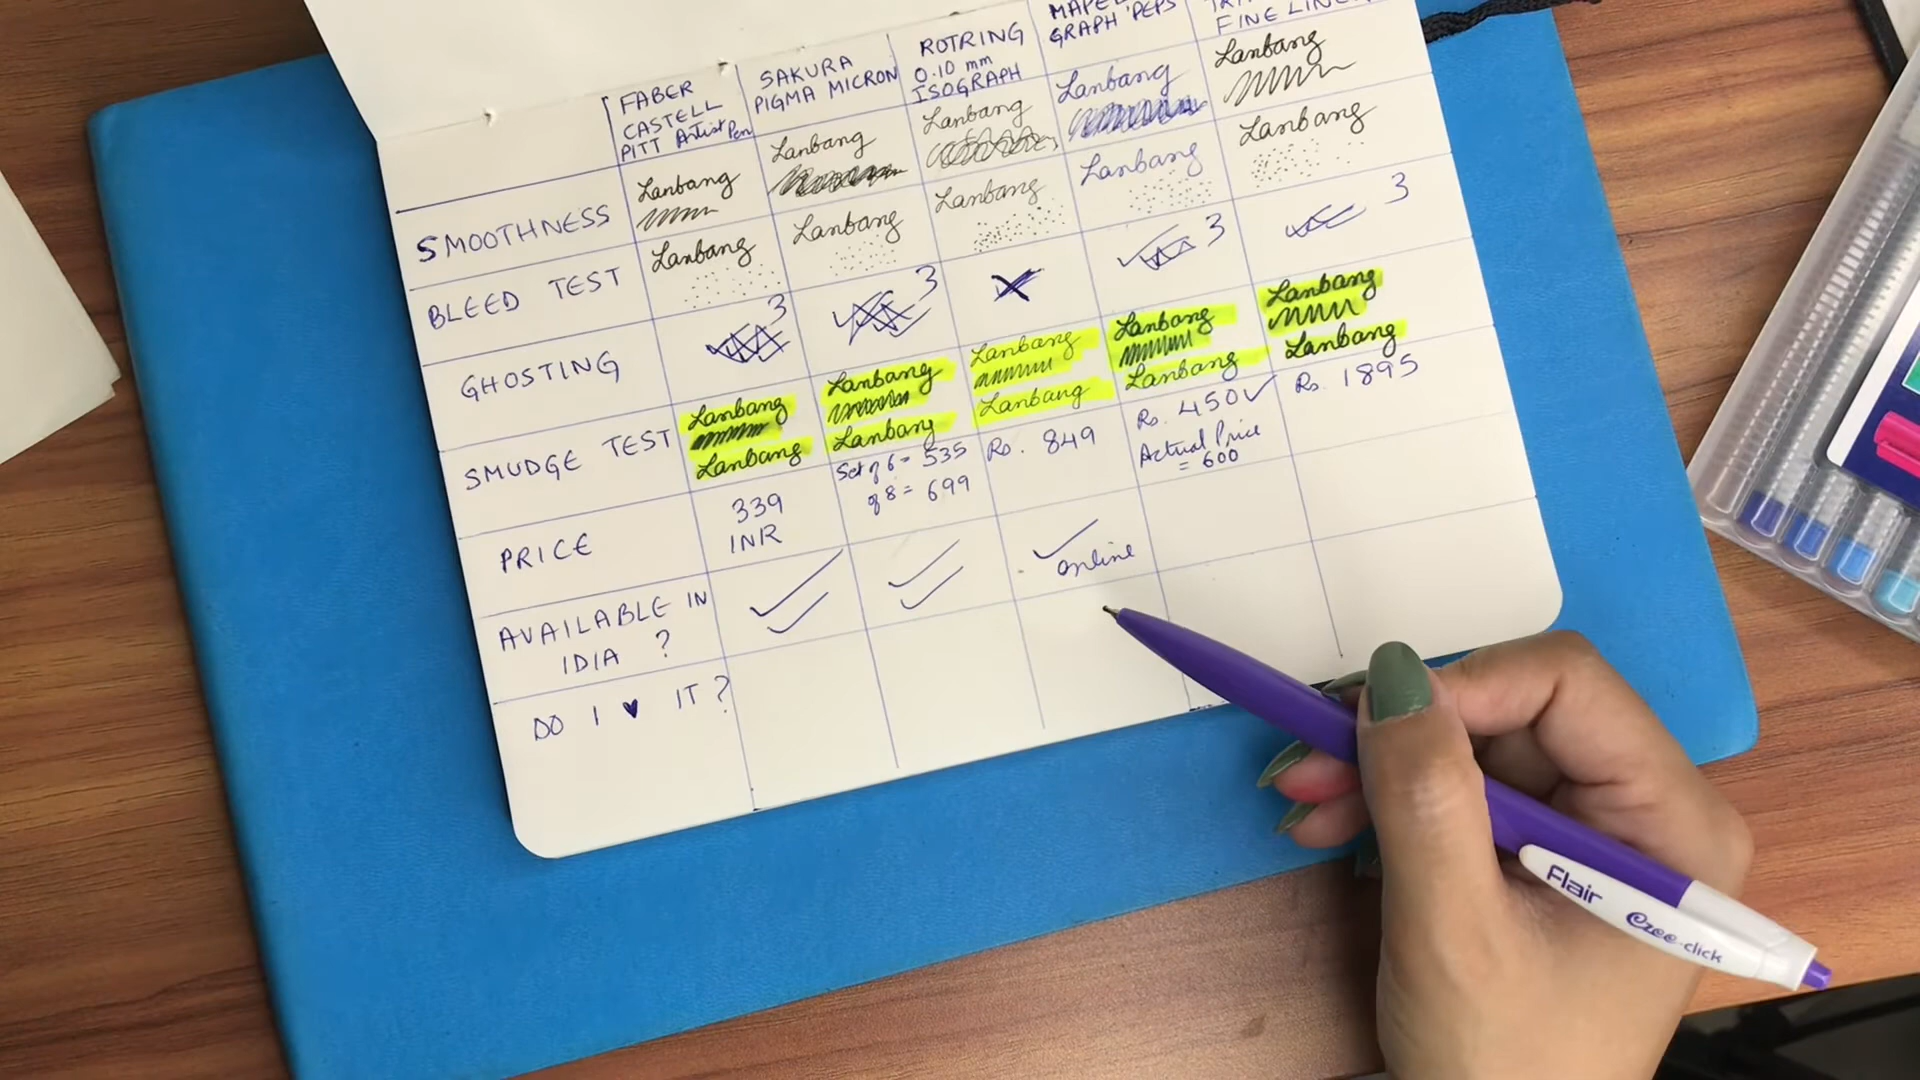 FABER
CASTELL
PITT Artist Pen
SAKURA
PIGMA MICRON
ROTRING
0.10 mm
ISOGRAPH
GRAPH'PEPS
FINE LINER
SMOOTHNESS
Lanbang
Lanbang
Lanbang
Lanbang
Lanbang
BLEED TEST
Lanbang
Lanbang
Lanbang
Lanbang
Lanbang
GHOSTING
3
3
3
3
SMUDGE TEST
Lanbang
Lanbang
Lanbang
Lanbang
Lanbang
Lanbang
Lanbang
Lanbang
Lanbang
Lanbang
PRICE
339
INR
Set of 6 = 535
of 8 = 699
Rs. 849
Rs. 450
Actual Price
= 600
Rs. 1895
AVAILABLE IN
IDIA ?
online
DO I ♥ IT ?
Flair Ezee-click